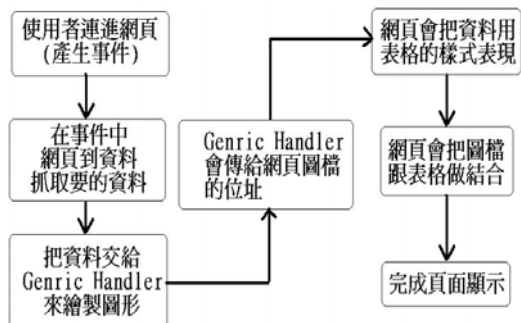 使用者連進網頁
(產生事件)
在事件中
網頁到資料
抓取要的資料
把資料交給
Genric Handler
來繪製圖形
Genric Handler
會傳給網頁圖檔
的位址
網頁會把資料用
表格的樣式表現
網頁會把圖檔
跟表格做結合
完成頁面顯示